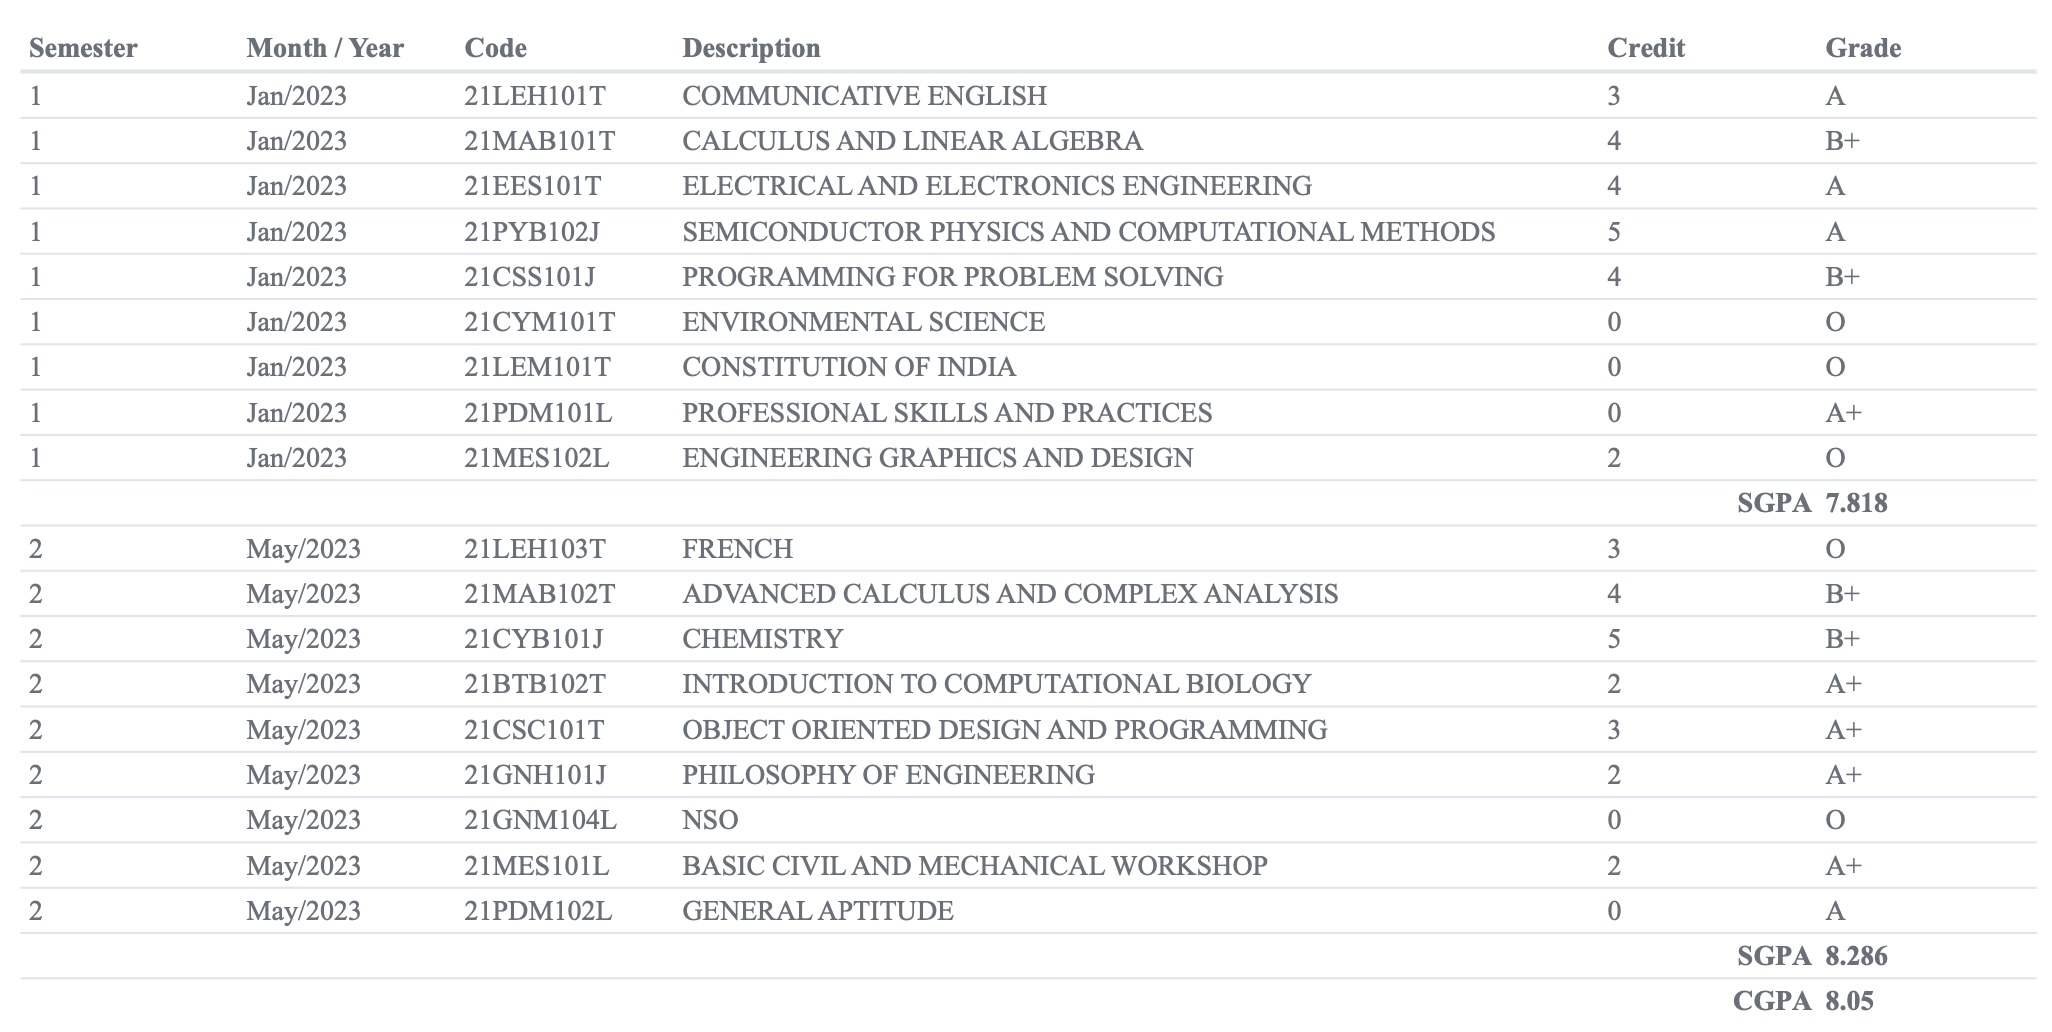 Semester Month / Year Code Description Credit Grade
1 Jan/2023 21LEH101T COMMUNICATIVE ENGLISH 3 A
1 Jan/2023 21MAB101T CALCULUS AND LINEAR ALGEBRA 4 B+
1 Jan/2023 21EES101T ELECTRICAL AND ELECTRONICS ENGINEERING 4 A
1 Jan/2023 21PYB102J SEMICONDUCTOR PHYSICS AND COMPUTATIONAL METHODS 5 A
1 Jan/2023 21CSS101J PROGRAMMING FOR PROBLEM SOLVING 4 B+
1 Jan/2023 21CYM101T ENVIRONMENTAL SCIENCE 0 O
1 Jan/2023 21LEM101T CONSTITUTION OF INDIA 0 O
1 Jan/2023 21PDM101L PROFESSIONAL SKILLS AND PRACTICES 0 A+
1 Jan/2023 21MES102L ENGINEERING GRAPHICS AND DESIGN 2 O
SGPA 7.818
2 May/2023 21LEH103T FRENCH 3 O
2 May/2023 21MAB102T ADVANCED CALCULUS AND COMPLEX ANALYSIS 4 B+
2 May/2023 21CYB101J CHEMISTRY 5 B+
2 May/2023 21BTB102T INTRODUCTION TO COMPUTATIONAL BIOLOGY 2 A+
2 May/2023 21CSC101T OBJECT ORIENTED DESIGN AND PROGRAMMING 3 A+
2 May/2023 21GNH101J PHILOSOPHY OF ENGINEERING 2 A+
2 May/2023 21GNM104L NSO 0 O
2 May/2023 21MES101L BASIC CIVIL AND MECHANICAL WORKSHOP 2 A+
2 May/2023 21PDM102L GENERAL APTITUDE 0 A
SGPA 8.286
CGPA 8.05